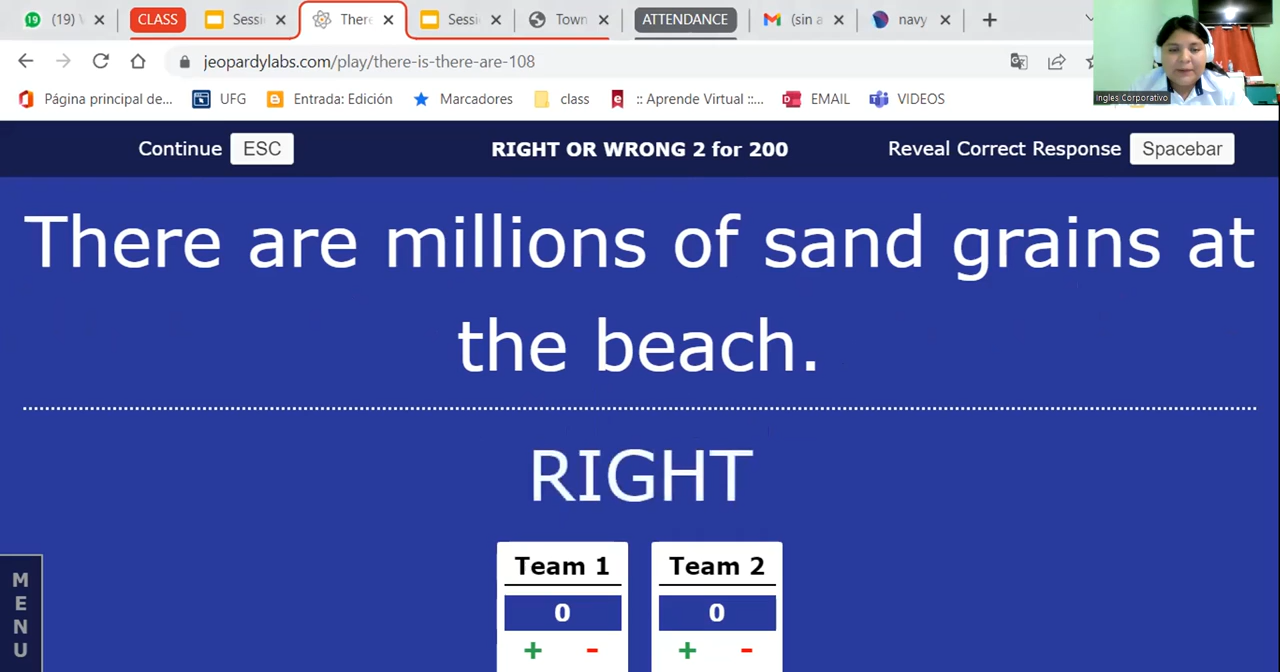 (19) CLASS Sessi There Sessi Town ATTENDANCE (sin a navy
jeopardylabs.com/play/there-is-there-are-108
Página principal de... UFG Entrada: Edición Marcadores class :: Aprende Virtual ::... EMAIL VIDEOS
Ingles Corporativo
Continue ESC RIGHT OR WRONG 2 for 200 Reveal Correct Response Spacebar
There are millions of sand grains at
the beach.
RIGHT
Team 1 Team 2
0 0
+ - + -
MENU